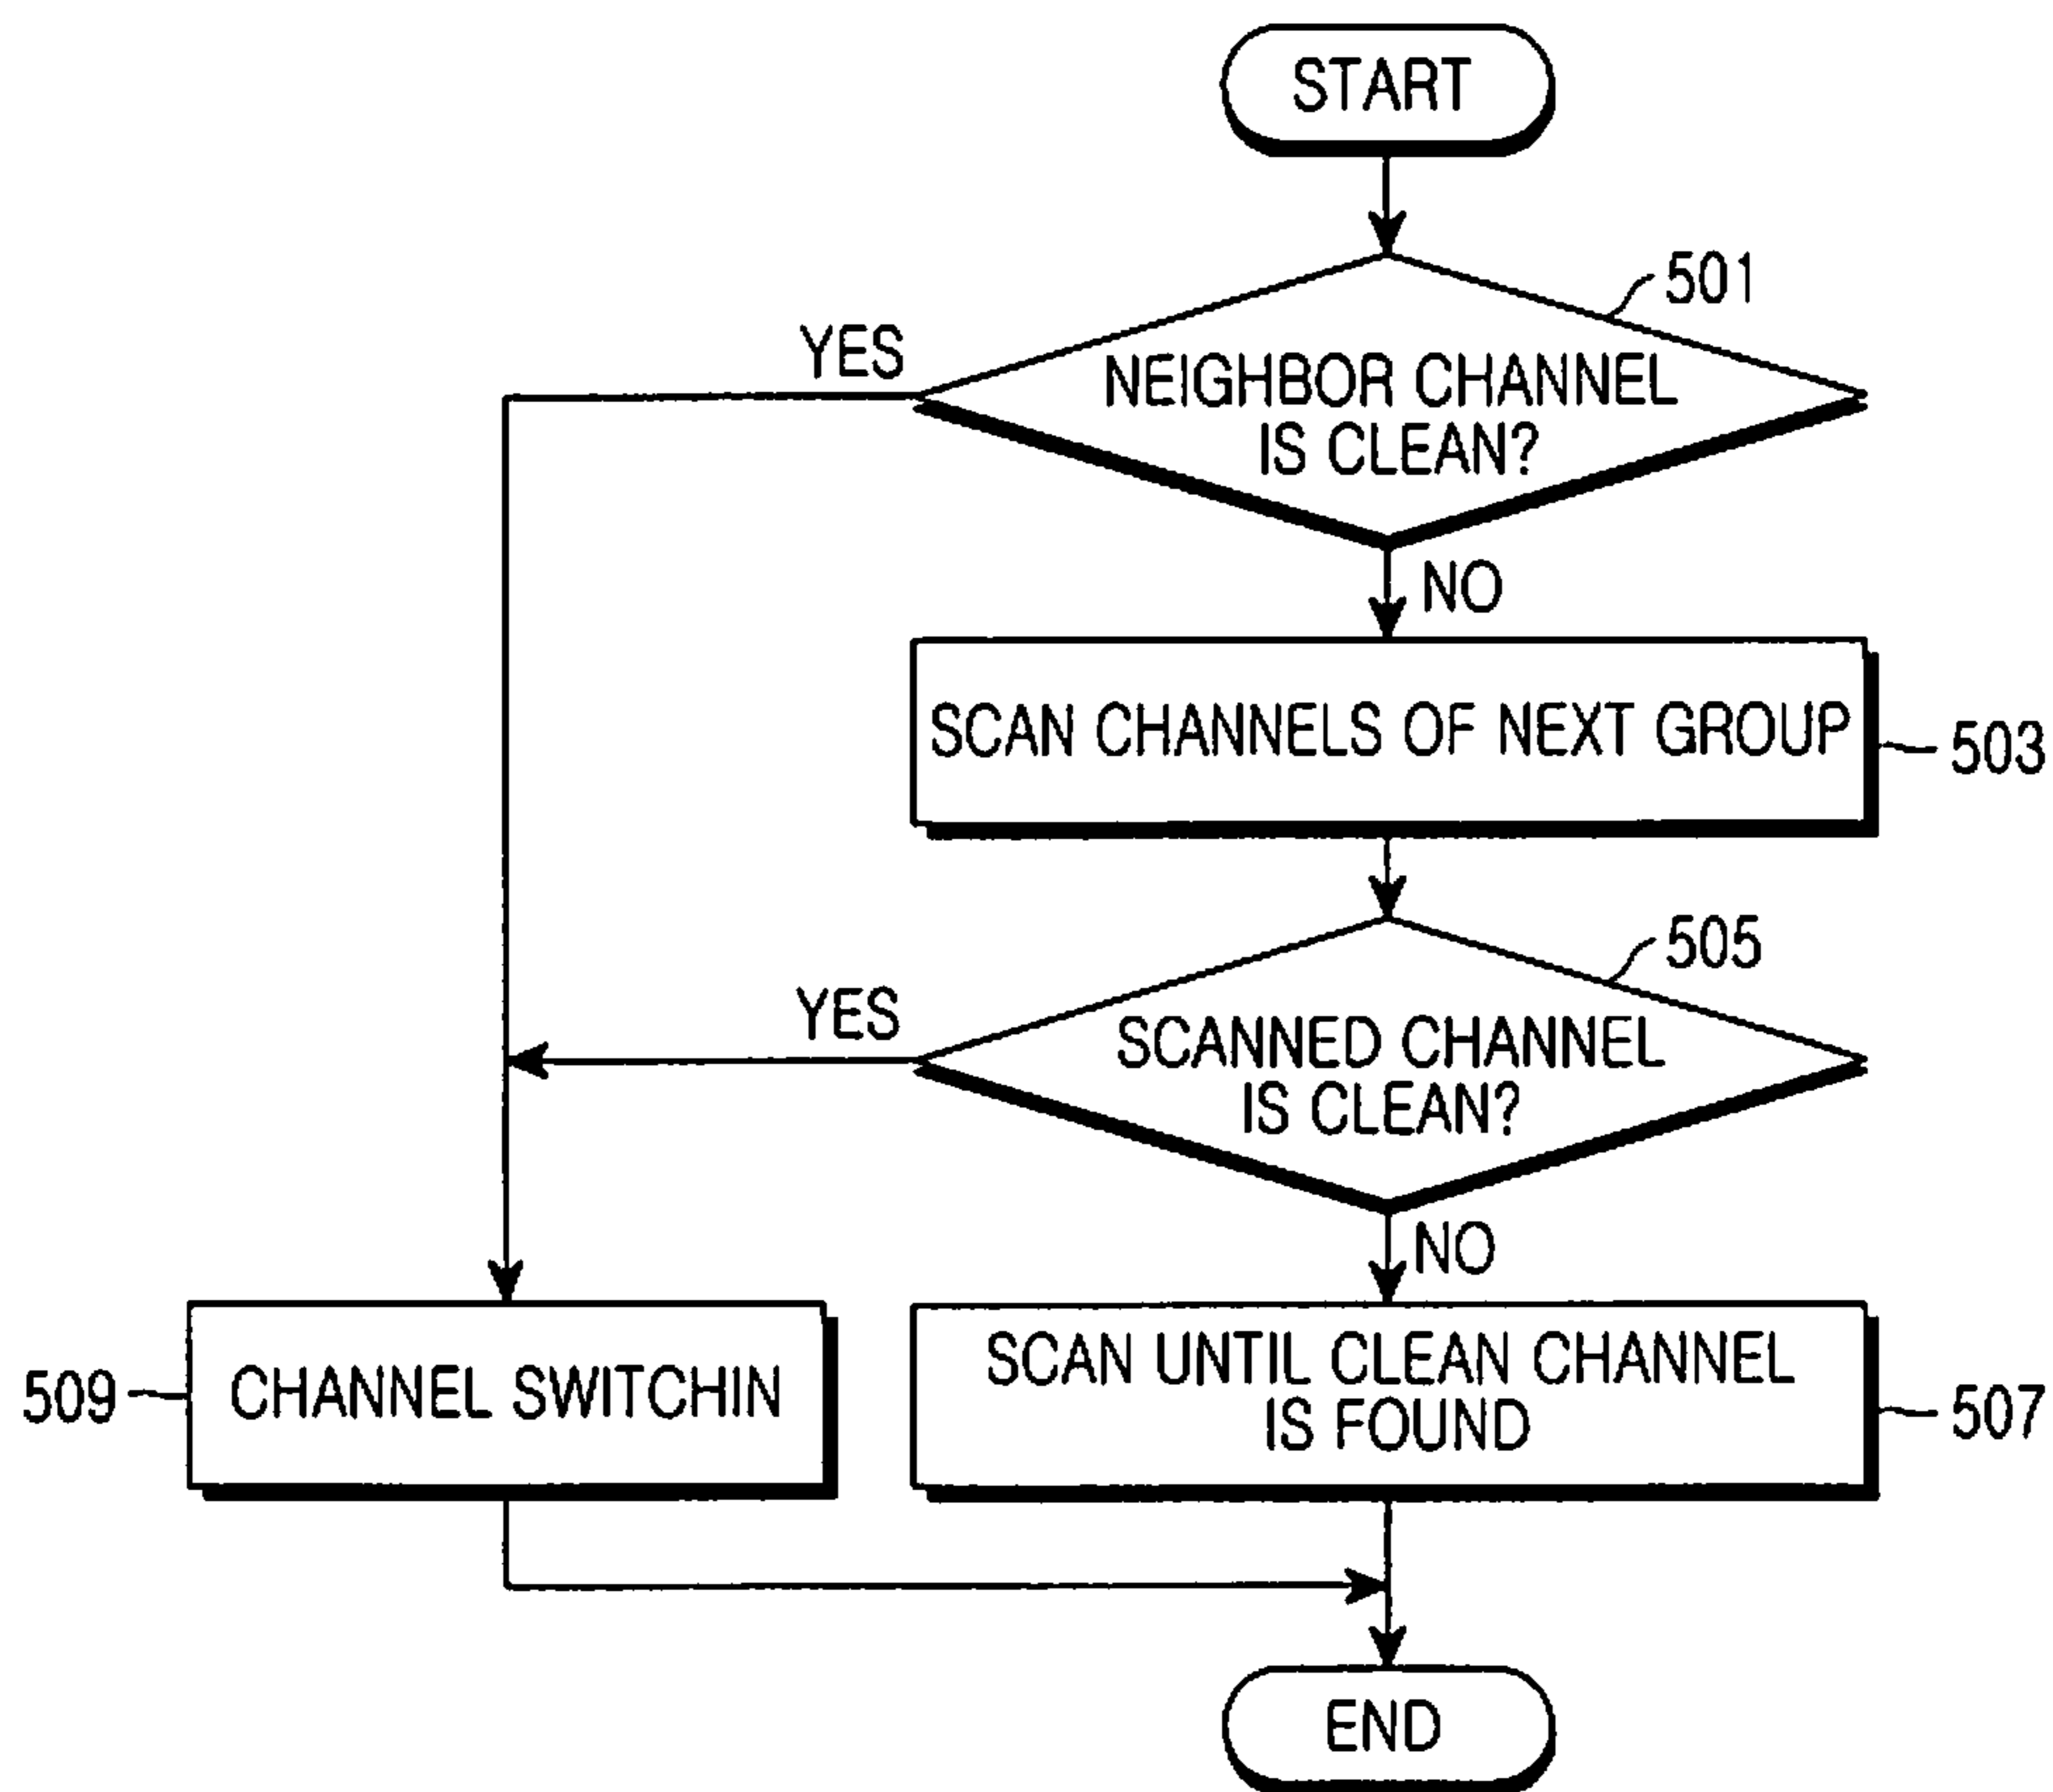 START
501
YES
NEIGHBOR CHANNEL
IS CLEAN?
NO
SCAN CHANNELS OF NEXT GROUP
503
505
YES
SCANNED CHANNEL
IS CLEAN?
NO
509
CHANNEL SWITCHIN
SCAN UNTIL CLEAN CHANNEL
IS FOUND
507
END